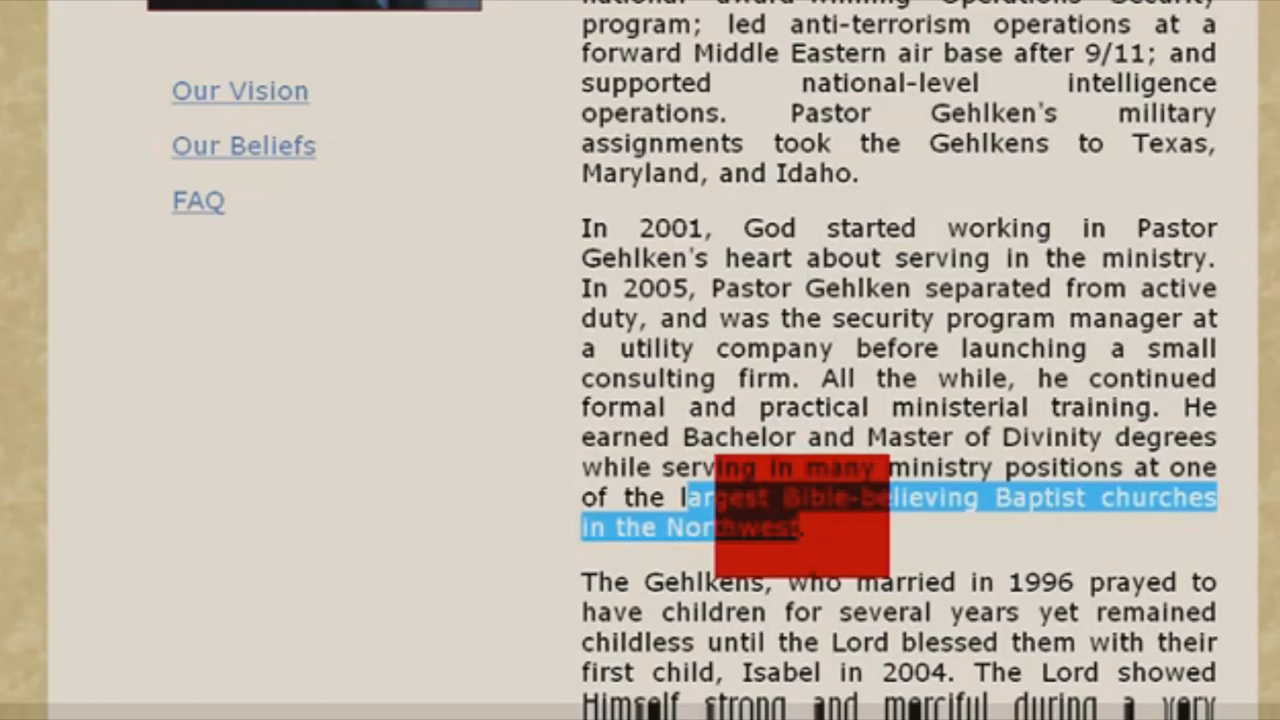 national award-winning Operations Security
program; led anti-terrorism operations at a
forward Middle Eastern air base after 9/11; and
supported national-level intelligence
operations. Pastor Gehlken's military
assignments took the Gehlkens to Texas,
Maryland, and Idaho.
Our Vision
Our Beliefs
FAQ
In 2001, God started working in Pastor
Gehlken's heart about serving in the ministry.
In 2005, Pastor Gehlken separated from active
duty, and was the security program manager at
a utility company before launching a small
consulting firm. All the while, he continued
formal and practical ministerial training. He
earned Bachelor and Master of Divinity degrees
while serving in many ministry positions at one
of the largest Bible-believing Baptist churches
in the Northwest.
The Gehlkens, who married in 1996 prayed to
have children for several years yet remained
childless until the Lord blessed them with their
first child, Isabel in 2004. The Lord showed
Himself strong and merciful during a very